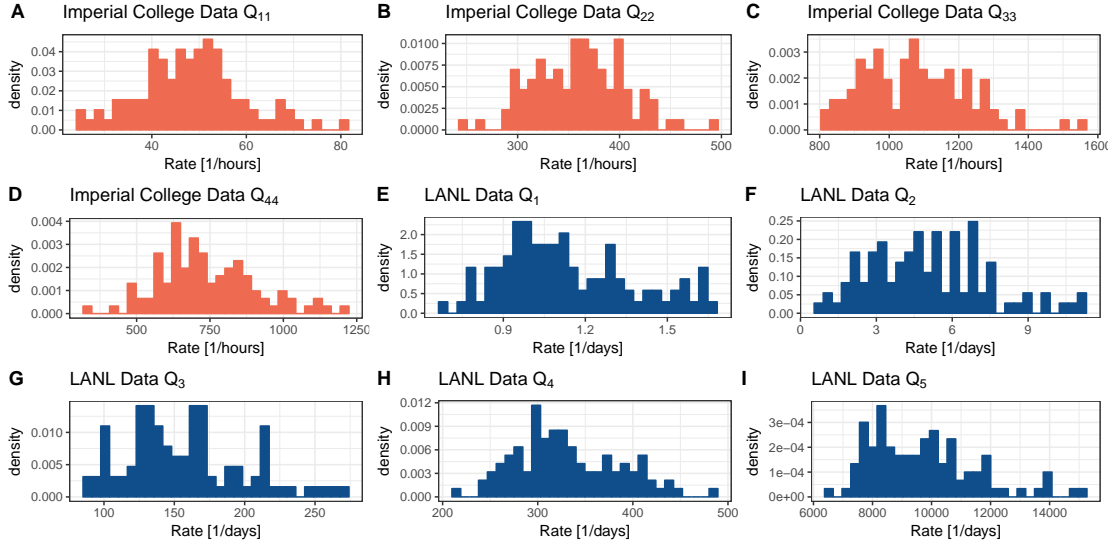 A Imperial College Data Q11
density
0.04
0.03
0.02
0.01
0.00
40 60 80
Rate [1/hours]
B Imperial College Data Q22
density
0.0100
0.0075
0.0050
0.0025
0.0000
300 400 500
Rate [1/hours]
C Imperial College Data Q33
density
0.003
0.002
0.001
0.000
800 1000 1200 1400 1600
Rate [1/hours]
D Imperial College Data Q44
density
0.004
0.003
0.002
0.001
0.000
500 750 1000 1250
Rate [1/hours]
E LANL Data Q1
density
2.0
1.5
1.0
0.5
0.0
0.9 1.2 1.5
Rate [1/days]
F LANL Data Q2
density
0.25
0.20
0.15
0.10
0.05
0.00
0 3 6 9
Rate [1/days]
G LANL Data Q3
density
0.010
0.005
0.000
100 150 200 250
Rate [1/days]
H LANL Data Q4
density
0.012
0.009
0.006
0.003
0.000
200 300 400 500
Rate [1/days]
I LANL Data Q5
density
3e−04
2e−04
1e−04
0e+00
6000 8000 10000 12000 14000
Rate [1/days]